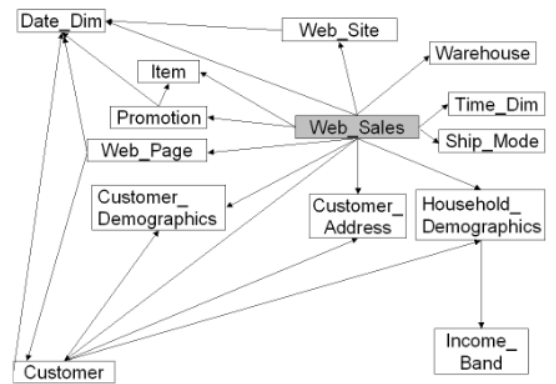 Date_Dim
Web_Site
Warehouse
Item
Time_Dim
Promotion
Web_Sales
Ship_Mode
Web_Page
Customer_
Demographics
Customer_
Address
Household_
Demographics
Income_
Band
Customer